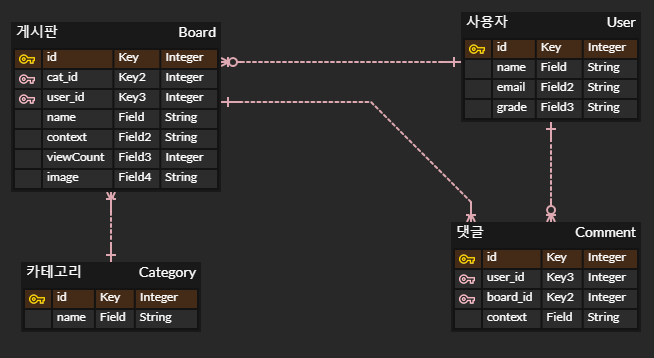 게시판 Board
id Key Integer
cat_id Key2 Integer
user_id Key3 Integer
name Field String
context Field2 String
viewCount Field3 Integer
image Field4 String
사용자 User
id Key Integer
name Field String
email Field2 String
grade Field3 String
카테고리 Category
id Key Integer
name Field String
댓글 Comment
id Key Integer
user_id Key3 Integer
board_id Key2 Integer
context Field String